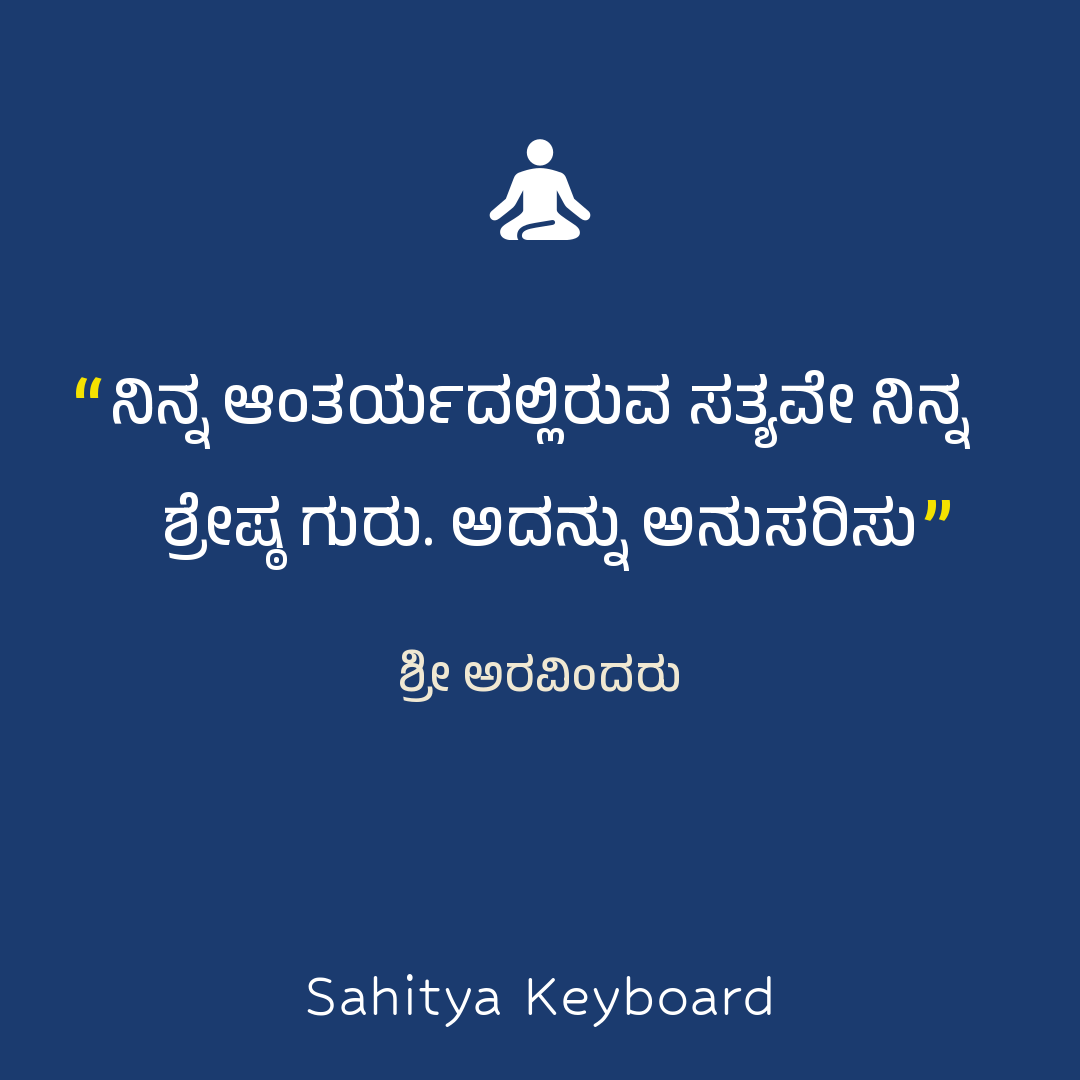 “ನಿನ್ನ ಆಂತರ್ಯದಲ್ಲಿರುವ ಸತ್ಯವೇ ನಿನ್ನ
ಶ್ರೇಷ್ಠ ಗುರು. ಅದನ್ನು ಅನುಸರಿಸು”
ಶ್ರೀ ಅರವಿಂದರು
Sahitya Keyboard